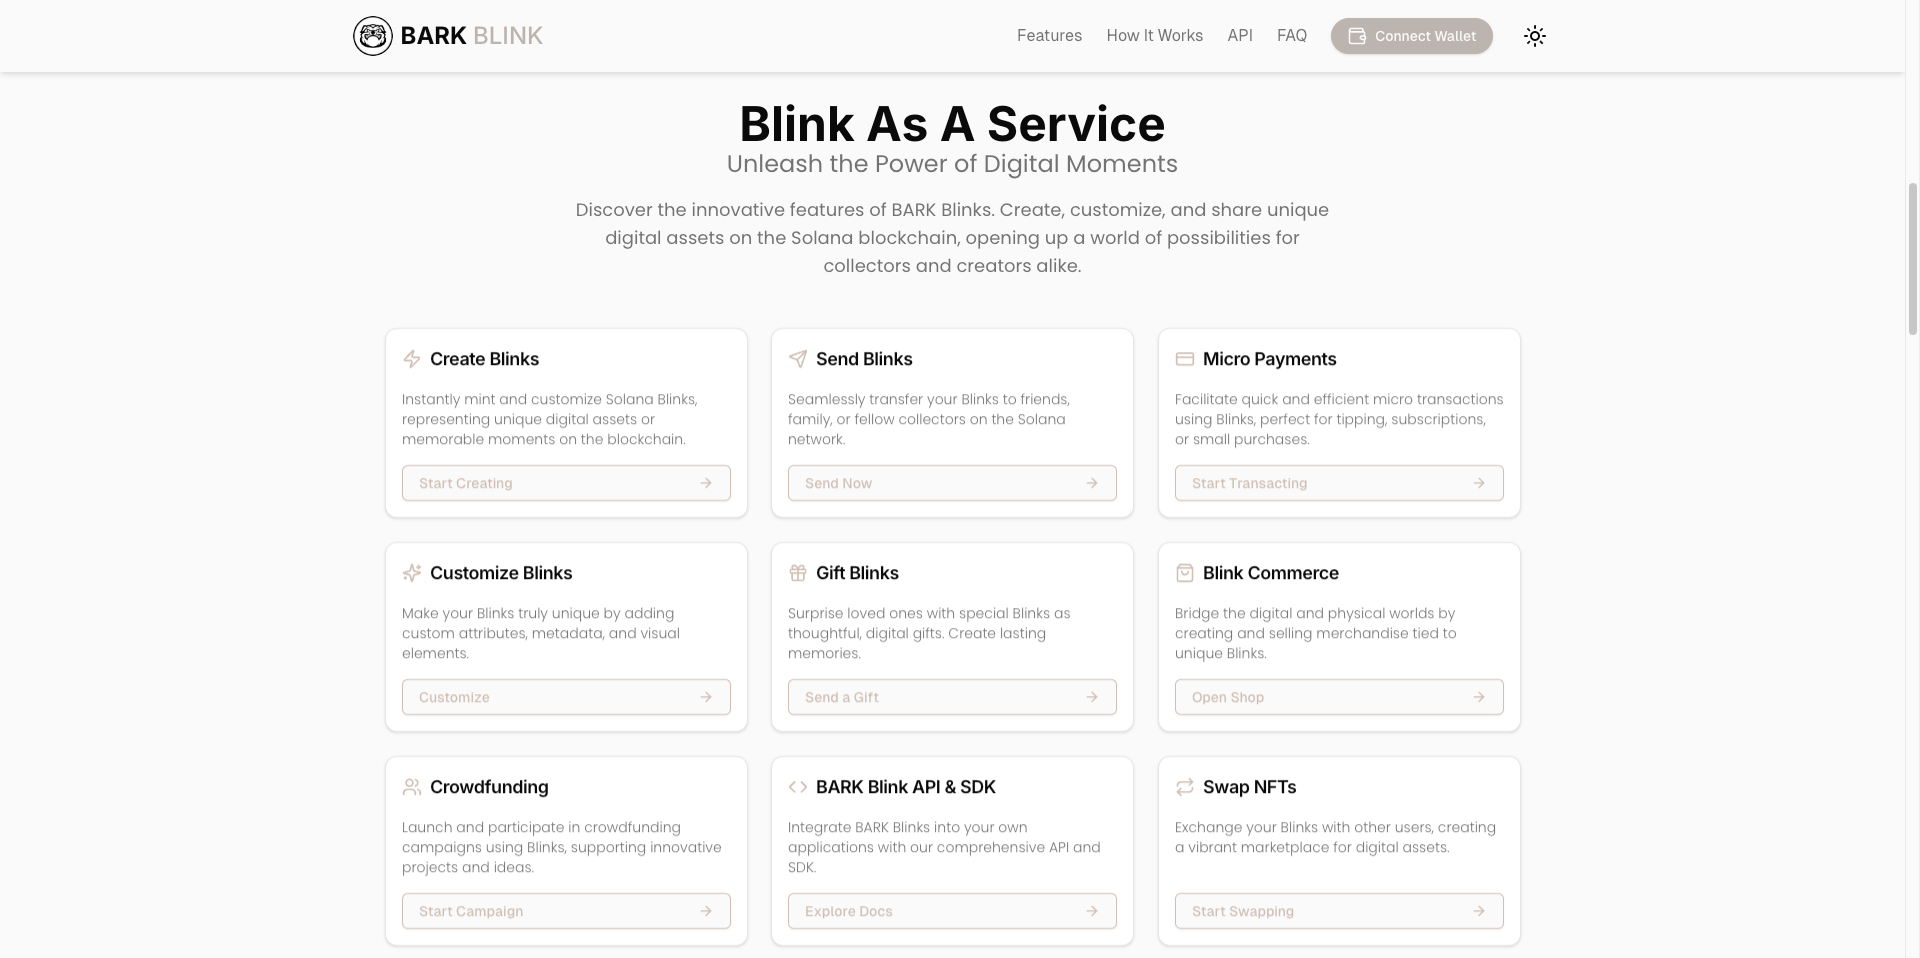 BARK BLINK
Features
How It Works
API
FAQ
Connect Wallet
Blink As A Service
Unleash the Power of Digital Moments
Discover the innovative features of BARK Blinks. Create, customize, and share unique
digital assets on the Solana blockchain, opening up a world of possibilities for
collectors and creators alike.
Create Blinks
Instantly mint and customize Solana Blinks,
representing unique digital assets or
memorable moments on the blockchain.
Start Creating
Send Blinks
Seamlessly transfer your Blinks to friends,
family, or fellow collectors on the Solana
network.
Send Now
Micro Payments
Facilitate quick and efficient micro transactions
using Blinks, perfect for tipping, subscriptions,
or small purchases.
Start Transacting
Customize Blinks
Make your Blinks truly unique by adding
custom attributes, metadata, and visual
elements.
Customize
Gift Blinks
Surprise loved ones with special Blinks as
thoughtful, digital gifts. Create lasting
memories.
Send a Gift
Blink Commerce
Bridge the digital and physical worlds by
creating and selling merchandise tied to
unique Blinks.
Open Shop
Crowdfunding
Launch and participate in crowdfunding
campaigns using Blinks, supporting innovative
projects and ideas.
Start Campaign
BARK Blink API & SDK
Integrate BARK Blinks into your own
applications with our comprehensive API and
SDK.
Explore Docs
Swap NFTs
Exchange your Blinks with other users, creating
a vibrant marketplace for digital assets.
Start Swapping